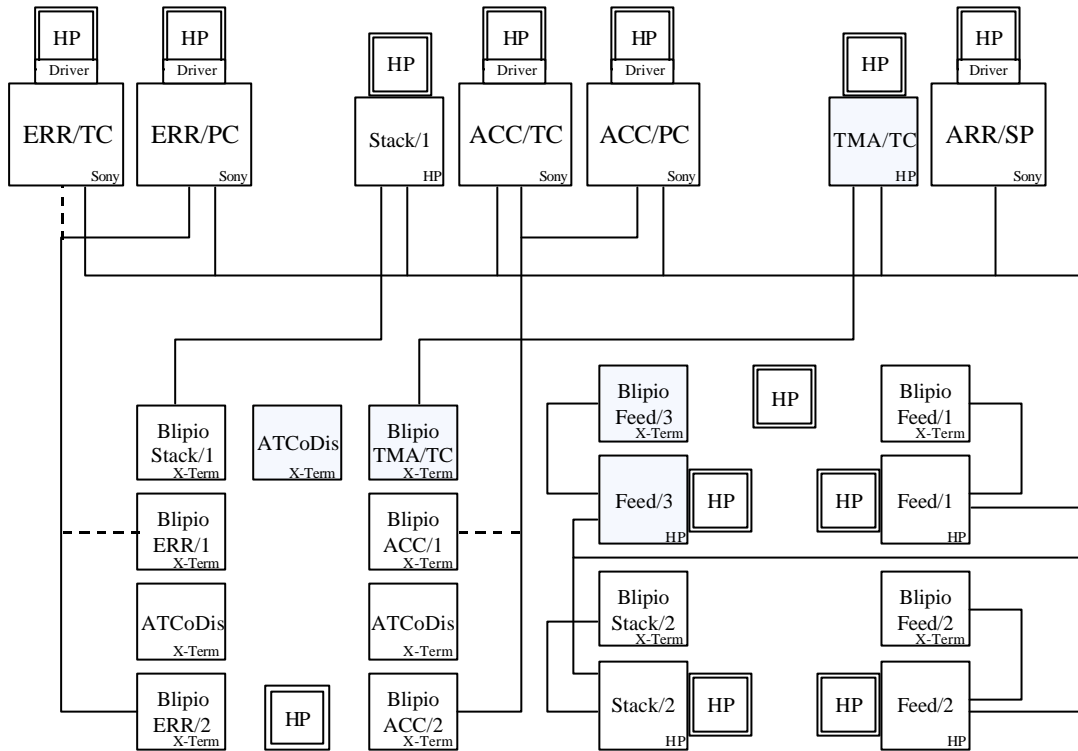 HP
Driver
ERR/TC
Sony
HP
Driver
ERR/PC
Sony
HP
Stack/1
HP
HP
Driver
ACC/TC
Sony
HP
Driver
ACC/PC
Sony
HP
TMA/TC
HP
HP
Driver
ARR/SP
Sony
Blipio
Stack/1
X-Term
ATCoDis
X-Term
Blipio
TMA/TC
X-Term
Blipio
Feed/3
X-Term
HP
Blipio
Feed/1
X-Term
Blipio
ERR/1
X-Term
Blipio
ACC/1
X-Term
Feed/3
HP
HP
HP
Feed/1
HP
ATCoDis
X-Term
ATCoDis
X-Term
Blipio
Stack/2
X-Term
Blipio
Feed/2
X-Term
Blipio
ERR/2
X-Term
HP
Blipio
ACC/2
X-Term
Stack/2
HP
HP
HP
Feed/2
HP